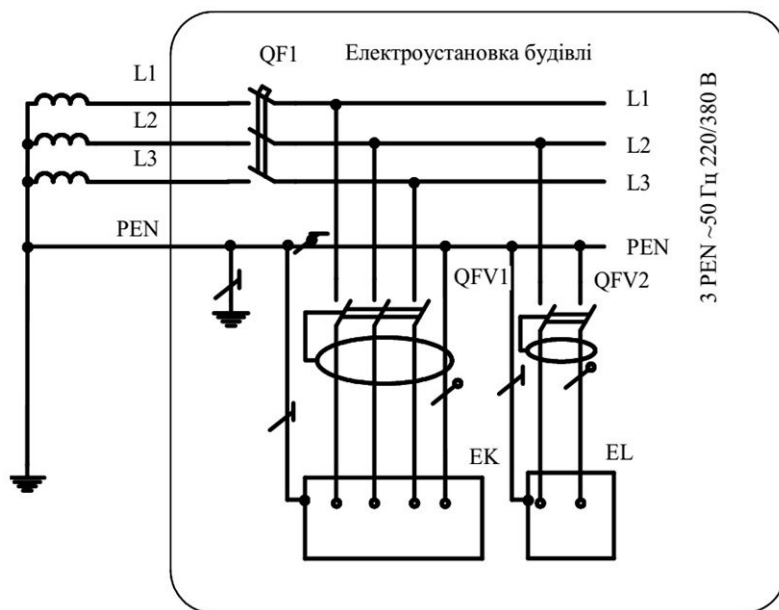 QF1
Електроустановка будівлі
L1
L1
L2
L2
L3
L3
PEN
PEN
3 PEN ~50 Гц 220/380 В
QFV1
QFV2
EK
EL